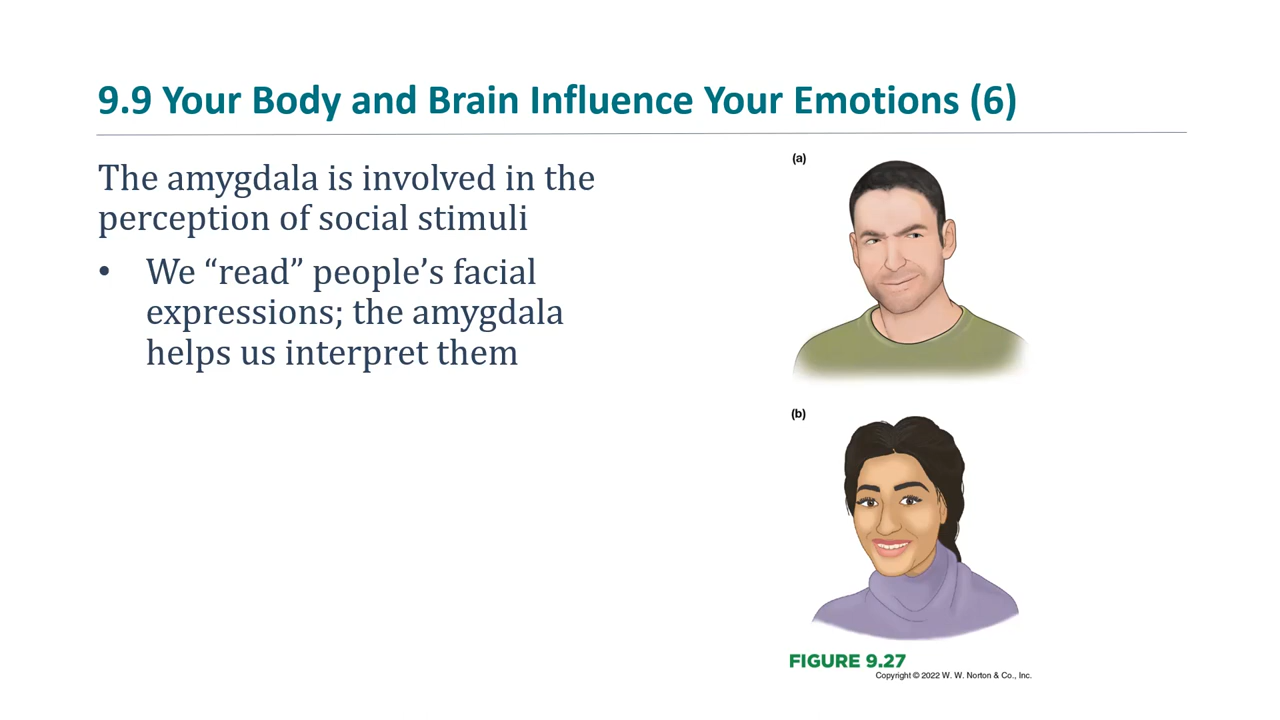 9.9 Your Body and Brain Influence Your Emotions (6)
The amygdala is involved in the
perception of social stimuli
• We “read” people’s facial
expressions; the amygdala
helps us interpret them
(a)
(b)
FIGURE 9.27
Copyright © 2022 W. W. Norton & Co., Inc.